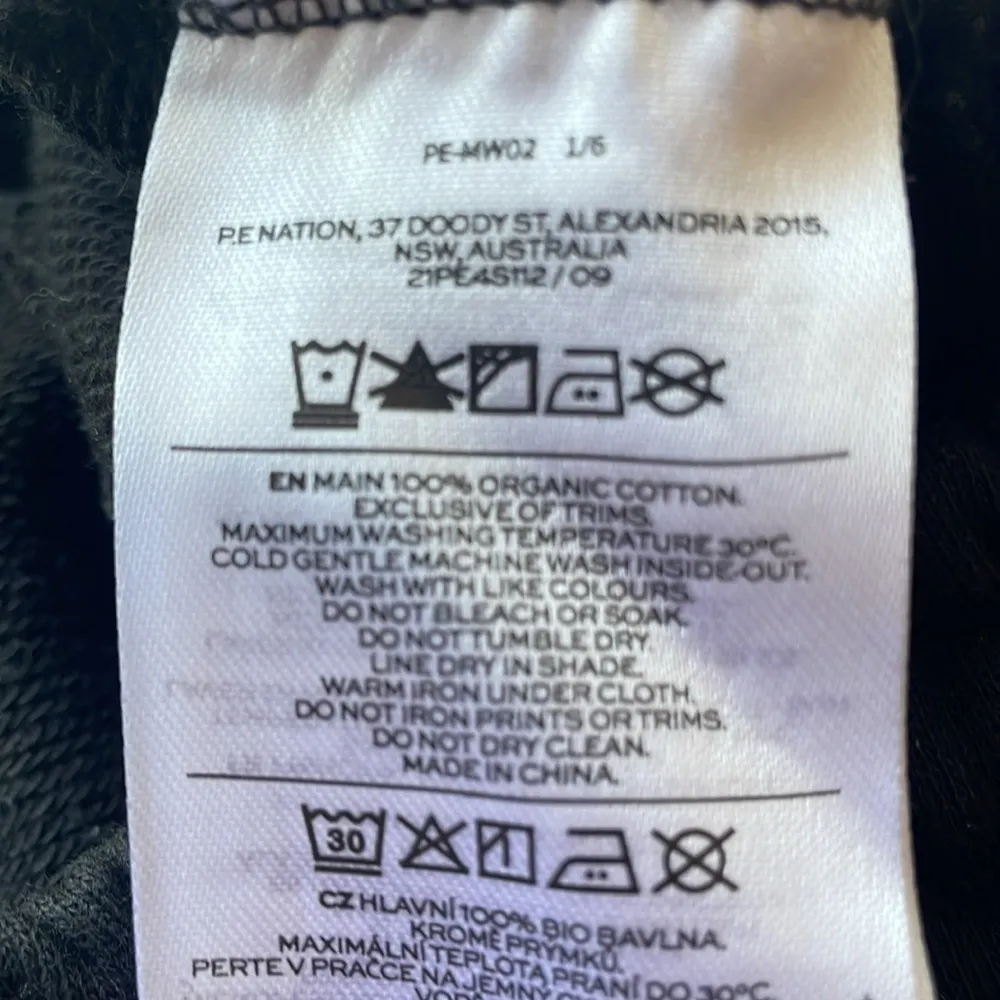 PE-MW02 1/6
P.E NATION, 37 DOODY ST, ALEXANDRIA 2015,
NSW, AUSTRALIA
21PE4S112 / 09
EN MAIN 100% ORGANIC COTTON.
EXCLUSIVE OF TRIMS.
MAXIMUM WASHING TEMPERATURE 30°C.
COLD GENTLE MACHINE WASH INSIDE OUT.
WASH WITH LIKE COLOURS.
DO NOT BLEACH OR SOAK.
DO NOT TUMBLE DRY.
LINE DRY IN SHADE.
WARM IRON UNDER CLOTH.
DO NOT IRON PRINTS OR TRIMS.
DO NOT DRY CLEAN.
MADE IN CHINA.
30
CZ HLAVNÍ 100% BIO BAVLNA.
KROMĚ PRYMKŮ.
MAXIMÁLNÍ TEPLOTA PRANÍ DO 30°C.
PERTE V PRAČCE NA JEMNÝ